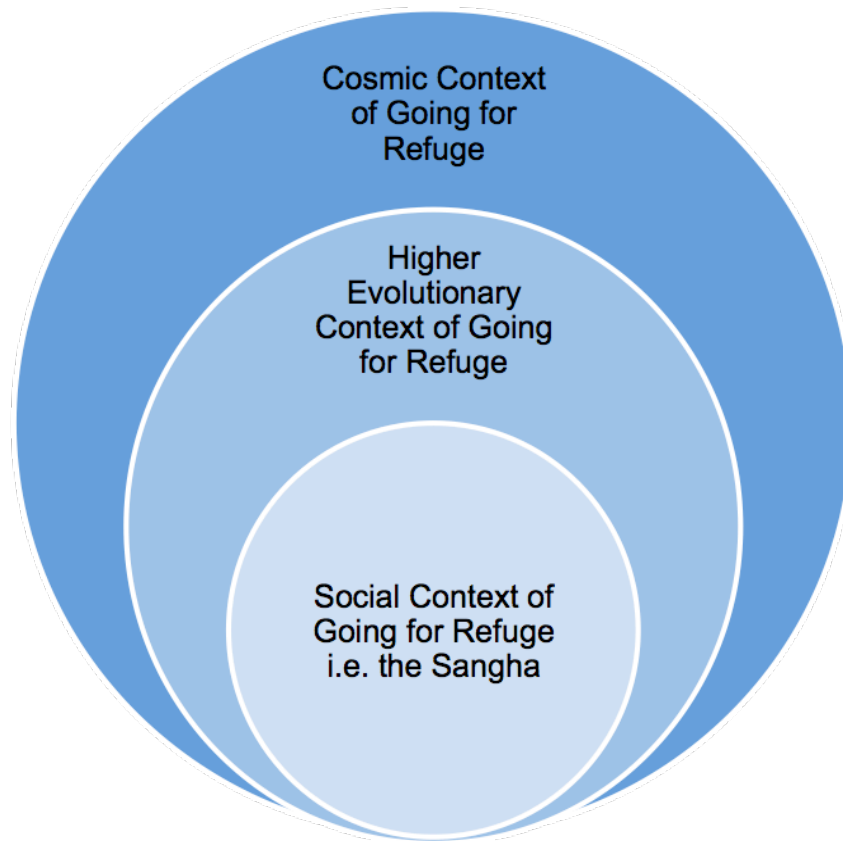 Cosmic Context
of Going for
Refuge
Higher
Evolutionary
Context of Going
for Refuge
Social Context of
Going for Refuge
i.e. the Sangha